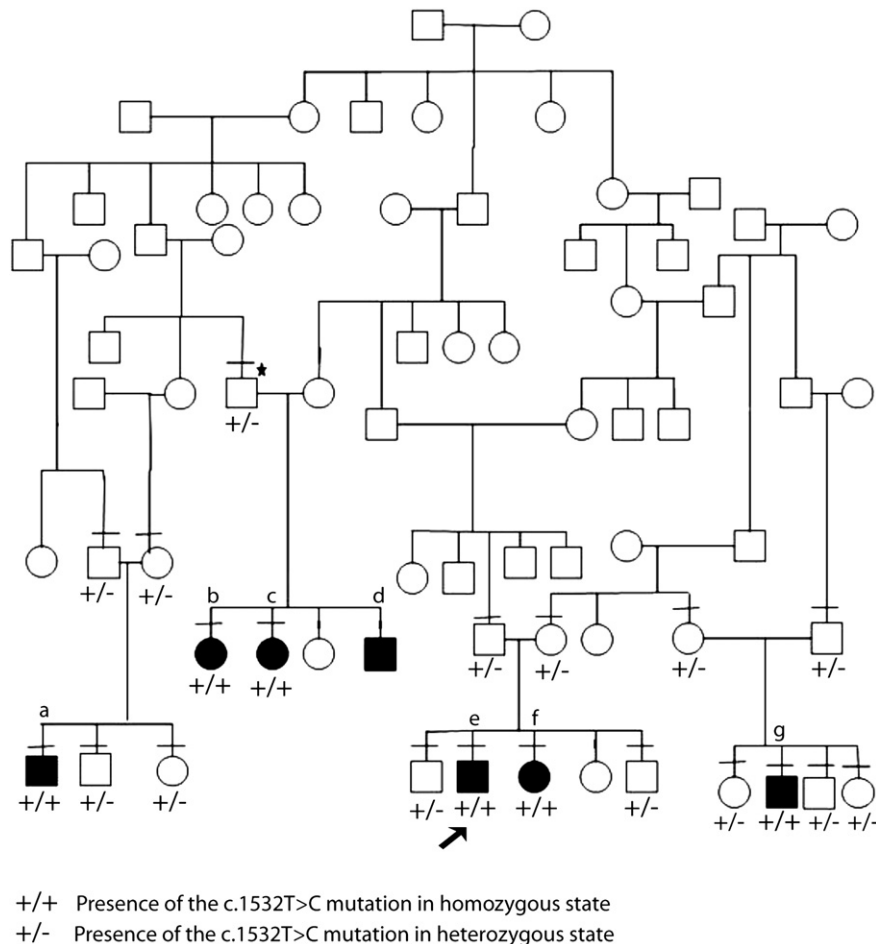 +/-
+/- +/-
b c d
+/+ +/+
+/- +/- +/- +/-
a
+/+ +/- +/-
e f
+/- +/+ +/+ +/-
g
+/- +/+ +/- +/-
+/+ Presence of the c.1532T>C mutation in homozygous state
+/- Presence of the c.1532T>C mutation in heterozygous state